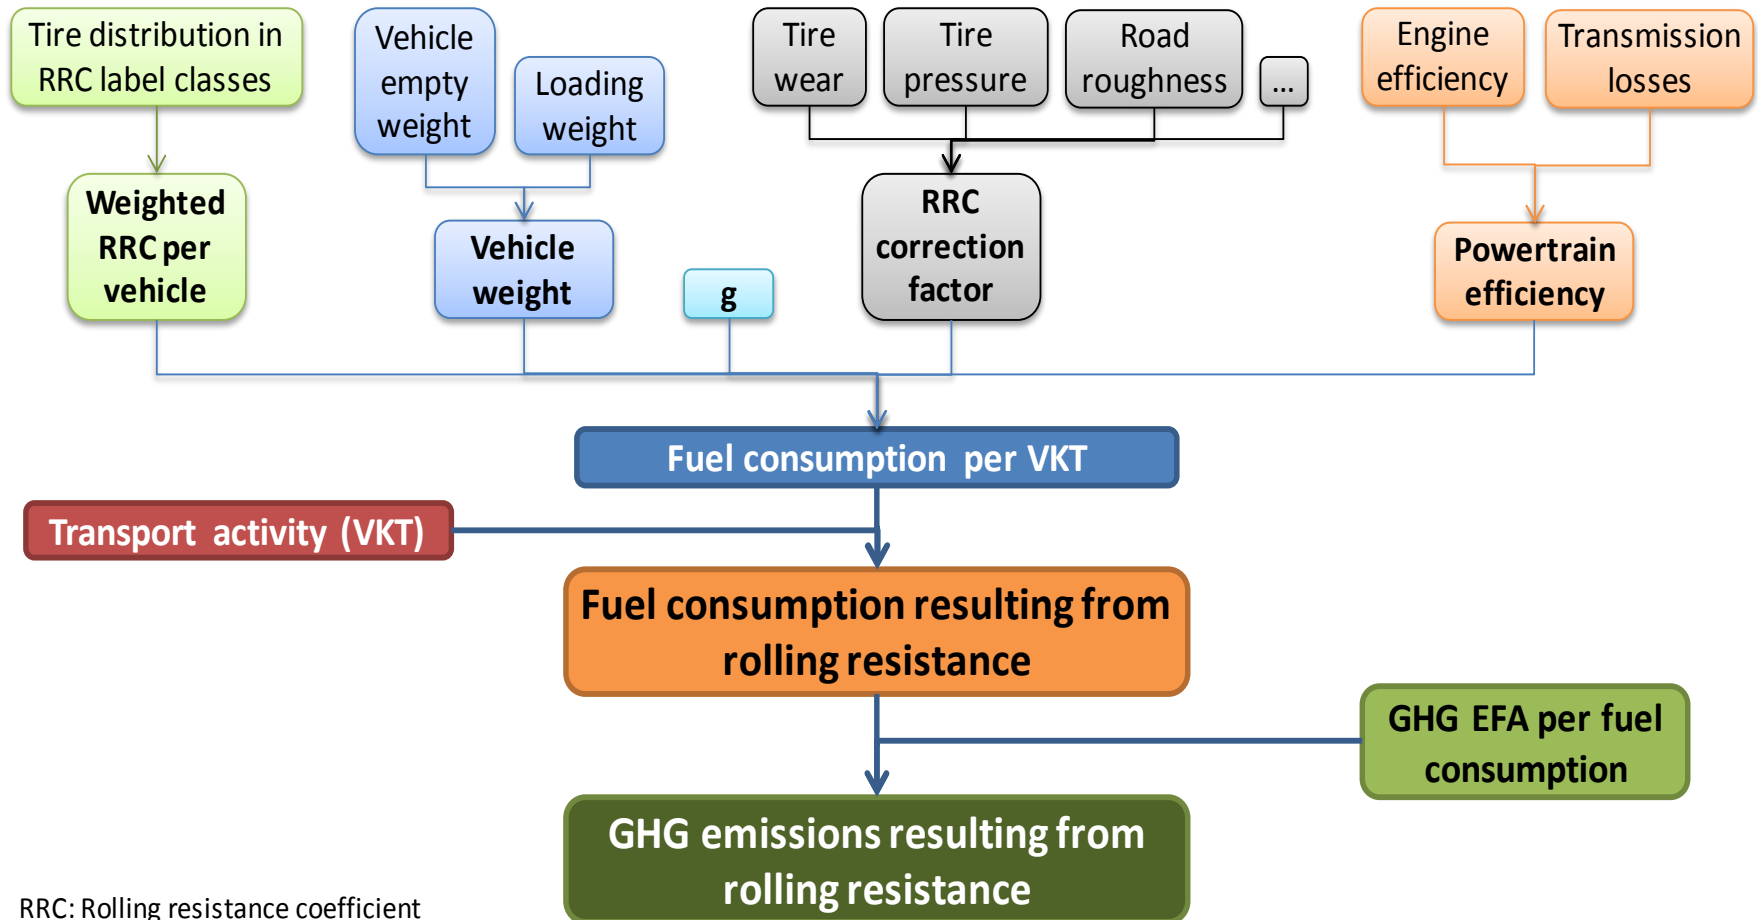 Tire distribution in
RRC label classes
Vehicle
empty
weight
Loading
weight
Tire
wear
Tire
pressure
Road
roughness
...
Engine
efficiency
Transmission
losses
Weighted
RRC per
vehicle
Vehicle
weight
g
RRC
correction
factor
Powertrain
efficiency
Fuel consumption per VKT
Transport activity (VKT)
Fuel consumption resulting from
rolling resistance
GHG EFA per fuel
consumption
GHG emissions resulting from
rolling resistance
RRC: Rolling resistance coefficient